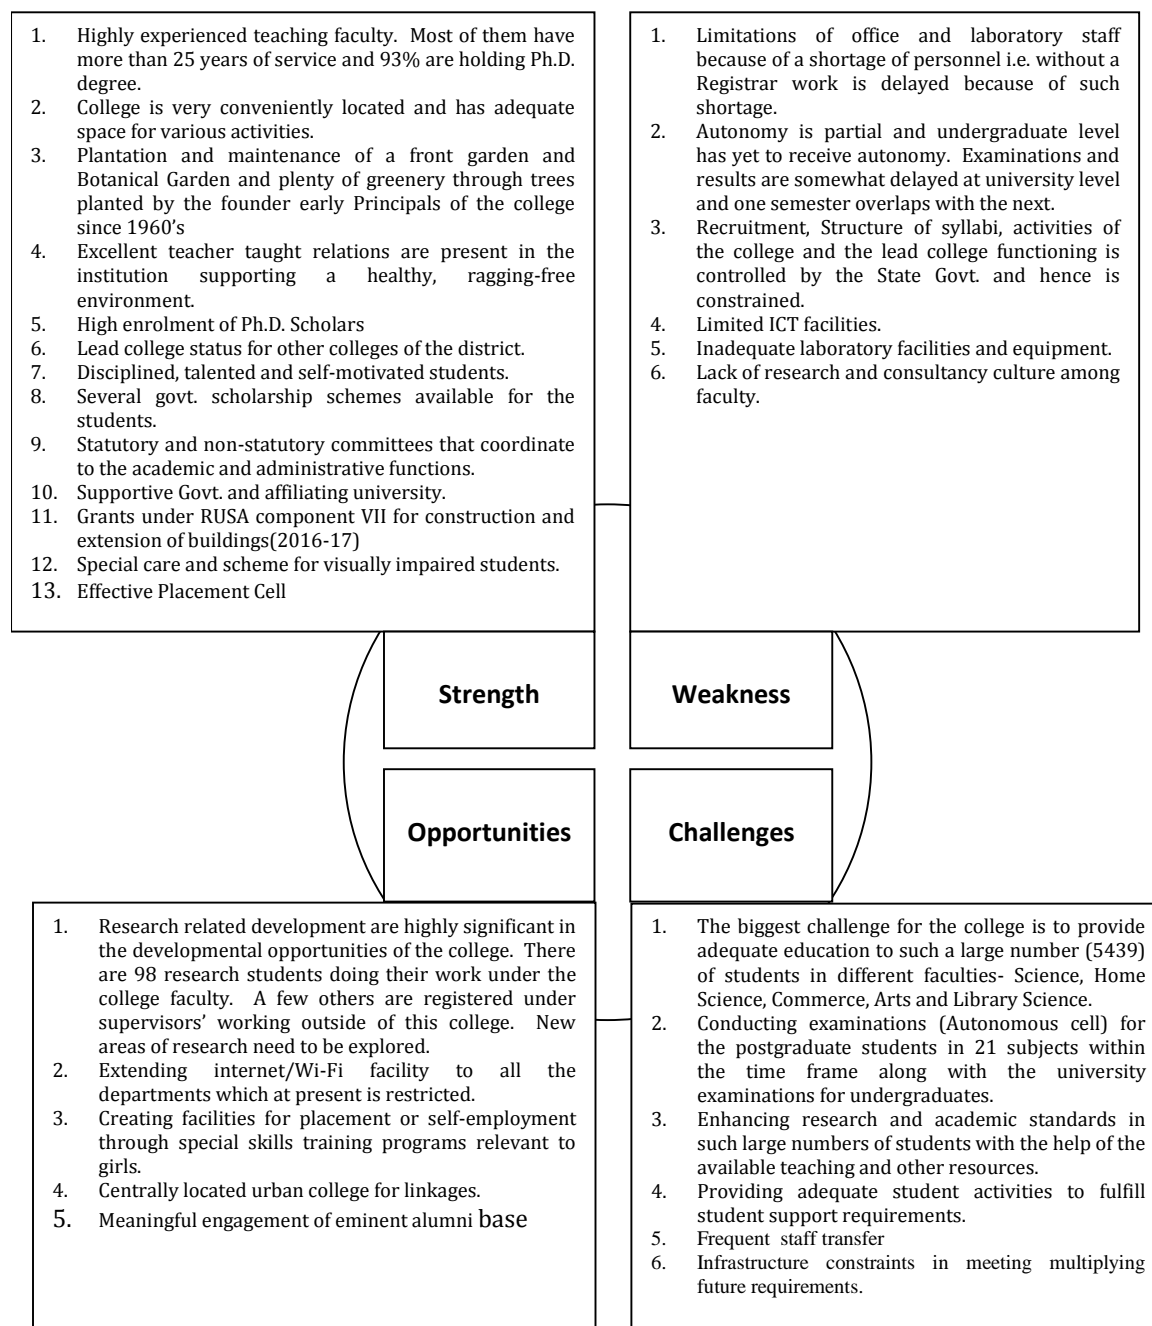 1. Highly experienced teaching faculty. Most of them have
more than 25 years of service and 93% are holding Ph.D.
degree.
2. College is very conveniently located and has adequate
space for various activities.
3. Plantation and maintenance of a front garden and
Botanical Garden and plenty of greenery through trees
planted by the founder early Principals of the college
since 1960's
4. Excellent teacher taught relations are present in the
institution supporting a healthy, ragging-free
environment.
5. High enrolment of Ph.D. Scholars
6. Lead college status for other colleges of the district.
7. Disciplined, talented and self-motivated students.
8. Several govt. scholarship schemes available for the
students.
9. Statutory and non-statutory committees that coordinate
to the academic and administrative functions.
10. Supportive Govt. and affiliating university.
11. Grants under RUSA component VII for construction and
extension of buildings(2016-17)
12. Special care and scheme for visually impaired students.
13. Effective Placement Cell
1. Limitations of office and laboratory staff
because of a shortage of personnel i.e. without a
Registrar work is delayed because of such
shortage.
2. Autonomy is partial and undergraduate level
has yet to receive autonomy. Examinations and
results are somewhat delayed at university level
and one semester overlaps with the next.
3. Recruitment, Structure of syllabi, activities of
the college and the lead college functioning is
controlled by the State Govt. and hence is
constrained.
4. Limited ICT facilities.
5. Inadequate laboratory facilities and equipment.
6. Lack of research and consultancy culture among
faculty.
Strength
Weakness
Opportunities
Challenges
1. Research related development are highly significant in
the developmental opportunities of the college. There
are 98 research students doing their work under the
college faculty. A few others are registered under
supervisors' working outside of this college. New
areas of research need to be explored.
2. Extending internet/Wi-Fi facility to all the
departments which at present is restricted.
3. Creating facilities for placement or self-employment
through special skills training programs relevant to
girls.
4. Centrally located urban college for linkages.
5. Meaningful engagement of eminent alumni base
1. The biggest challenge for the college is to provide
adequate education to such a large number (5439)
of students in different faculties- Science, Home
Science, Commerce, Arts and Library Science.
2. Conducting examinations (Autonomous cell) for
the postgraduate students in 21 subjects within
the time frame along with the university
examinations for undergraduates.
3. Enhancing research and academic standards in
such large numbers of students with the help of the
available teaching and other resources.
4. Providing adequate student activities to fulfill
student support requirements.
5. Frequent staff transfer
6. Infrastructure constraints in meeting multiplying
future requirements.